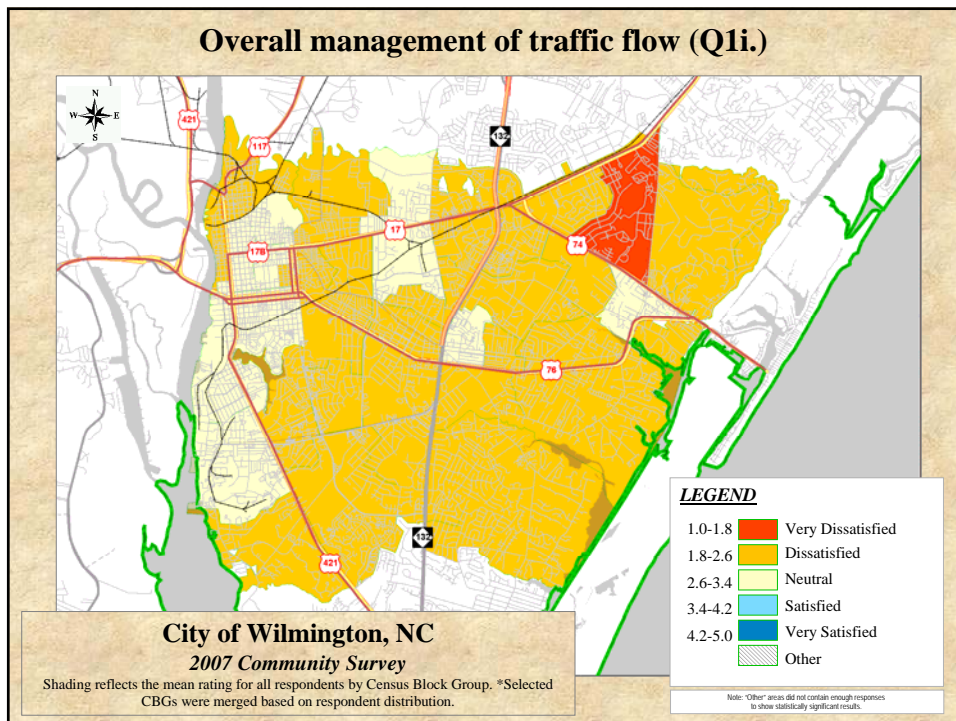 Overall management of traffic flow (Q1i.)
N
W E
S
421
117
132
17
17B
74
76
132
421
LEGEND
1.0-1.8 Very Dissatisfied
1.8-2.6 Dissatisfied
2.6-3.4 Neutral
3.4-4.2 Satisfied
4.2-5.0 Very Satisfied
Other
City of Wilmington, NC
2007 Community Survey
Shading reflects the mean rating for all respondents by Census Block Group. *Selected
CBGs were merged based on respondent distribution.
Note: "Other" areas did not contain enough responses
to show statistically significant results.